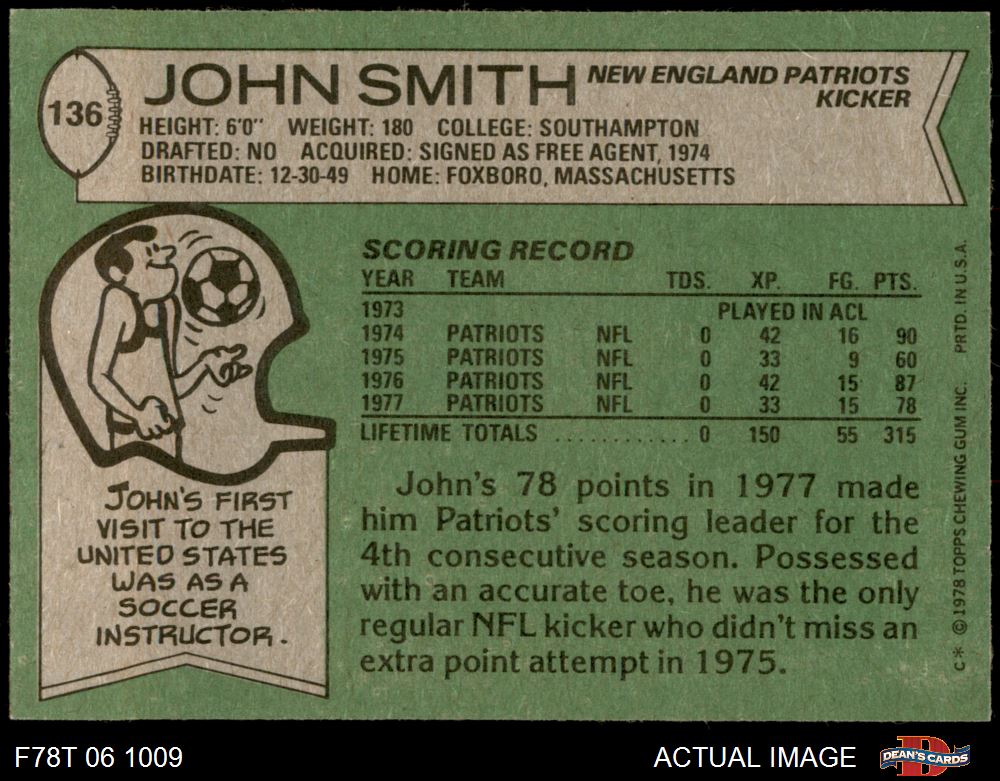 136
JOHN SMITH
NEW ENGLAND PATRIOTS
KICKER
HEIGHT: 6'0" WEIGHT: 180 COLLEGE: SOUTHAMPTON
DRAFTED: NO ACQUIRED: SIGNED AS FREE AGENT, 1974
BIRTHDATE: 12-30-49 HOME: FOXBORO, MASSACHUSETTS
SCORING RECORD
YEAR TEAM TDS. XP. FG. PTS.
1973 PLAYED IN ACL
1974 PATRIOTS NFL 0 42 16 90
1975 PATRIOTS NFL 0 33 9 60
1976 PATRIOTS NFL 0 42 15 87
1977 PATRIOTS NFL 0 33 15 78
LIFETIME TOTALS ............ 0 150 55 315
John's 78 points in 1977 made
him Patriots' scoring leader for the
4th consecutive season. Possessed
with an accurate toe, he was the only
regular NFL kicker who didn't miss an
extra point attempt in 1975.
JOHN'S FIRST
VISIT TO THE
UNITED STATES
WAS AS A
SOCCER
INSTRUCTOR.
C* © 1978 TOPPS CHEWING GUM INC. PRTD. IN U.S.A.
F78T 06 1009
ACTUAL IMAGE
D
DEAN'S CARDS